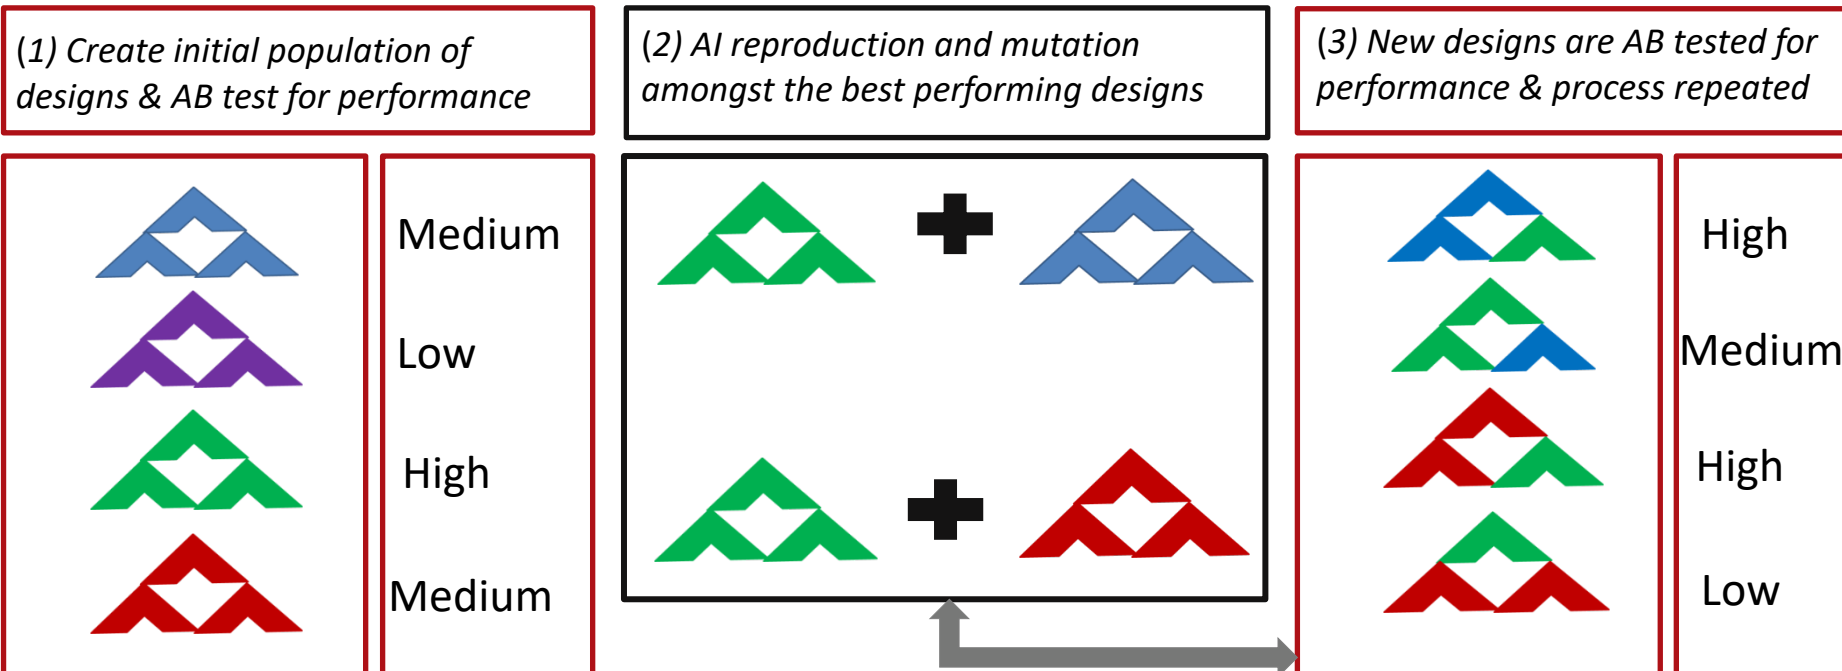 (1) Create initial population of
designs & AB test for performance
(2) AI reproduction and mutation
amongst the best performing designs
(3) New designs are AB tested for
performance & process repeated
Medium
Low
High
Medium
High
Medium
High
Low